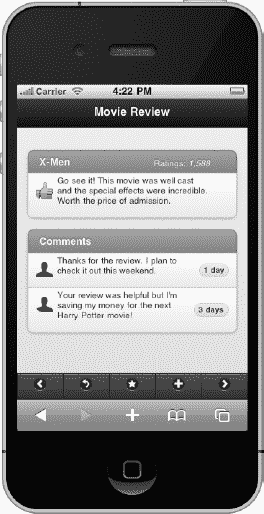 Carrier 4:22 PM
Movie Review
X-Men Ratings: 1,588
Go see it! This movie was well cast
and the special effects were incredible.
Worth the price of admission.
Comments
Thanks for the review. I plan to
check it out this weekend.
1 day
Your review was helpful but I'm
saving my money for the next
Harry Potter movie!
3 days